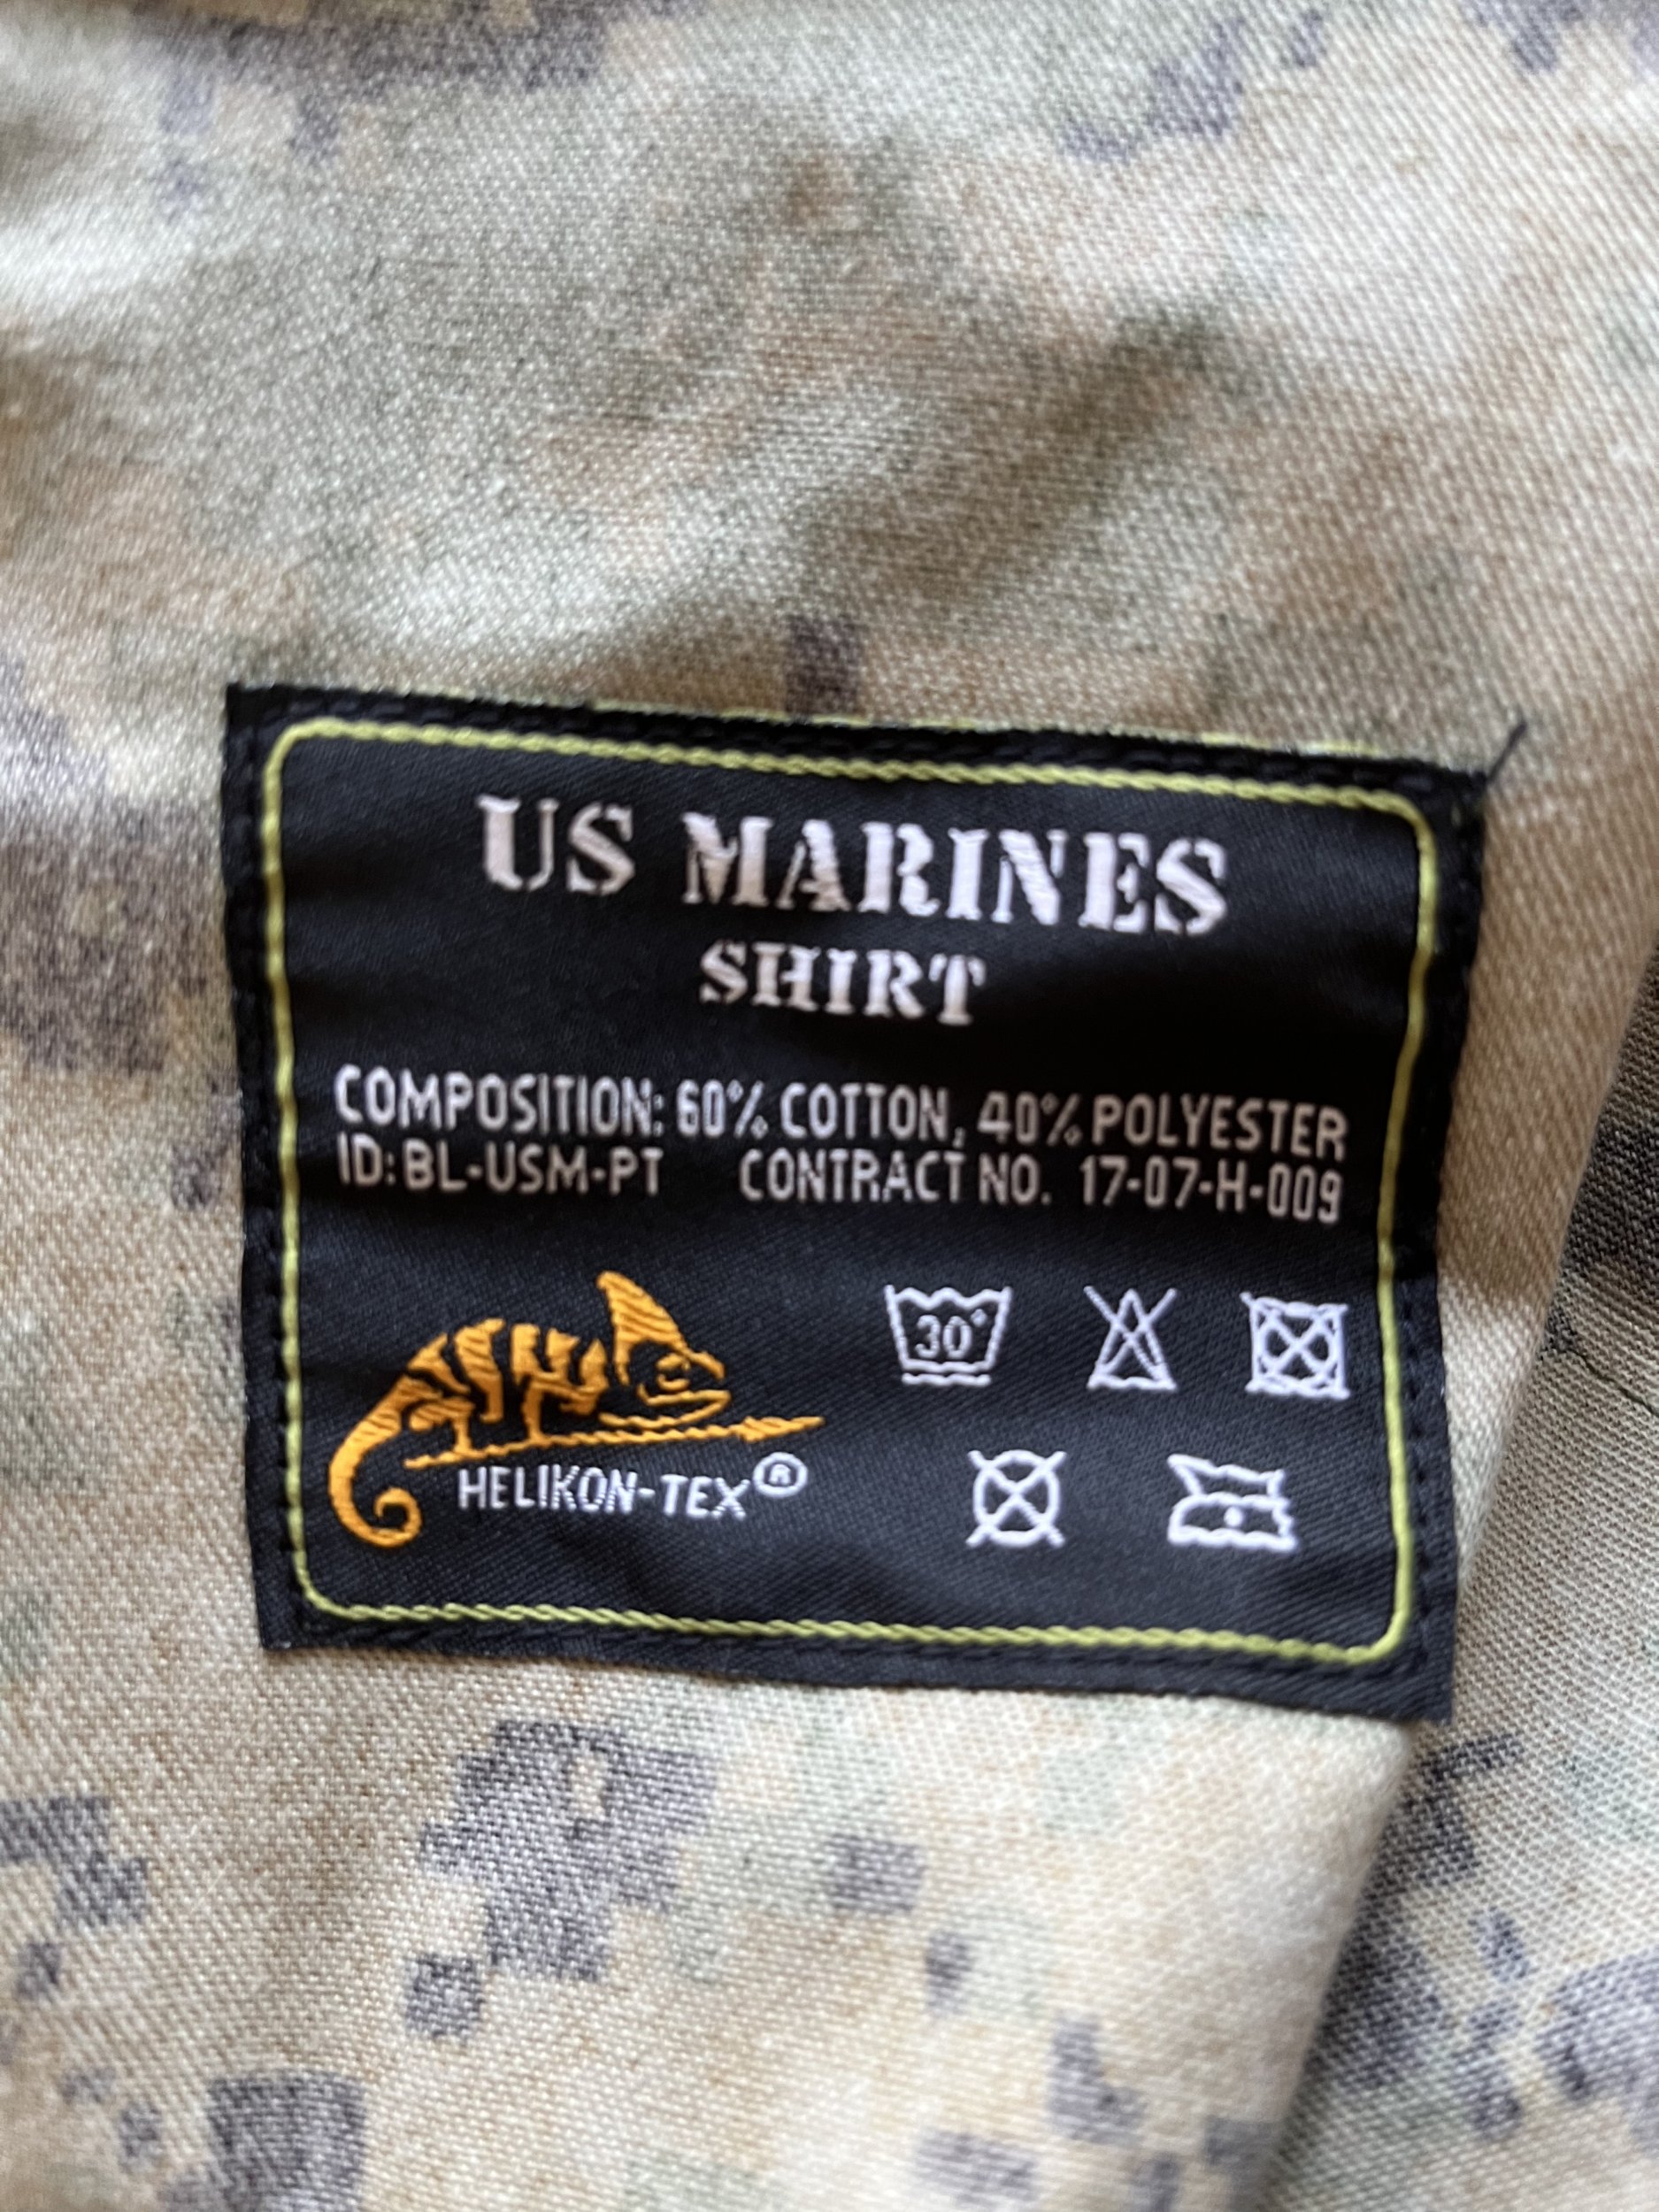 US MARINES
SHIRT
COMPOSITION: 60% COTTON, 40% POLYESTER
ID: BL-USM-PT CONTRACT NO. 17-07-H-009
30°
HELIKON-TEX®